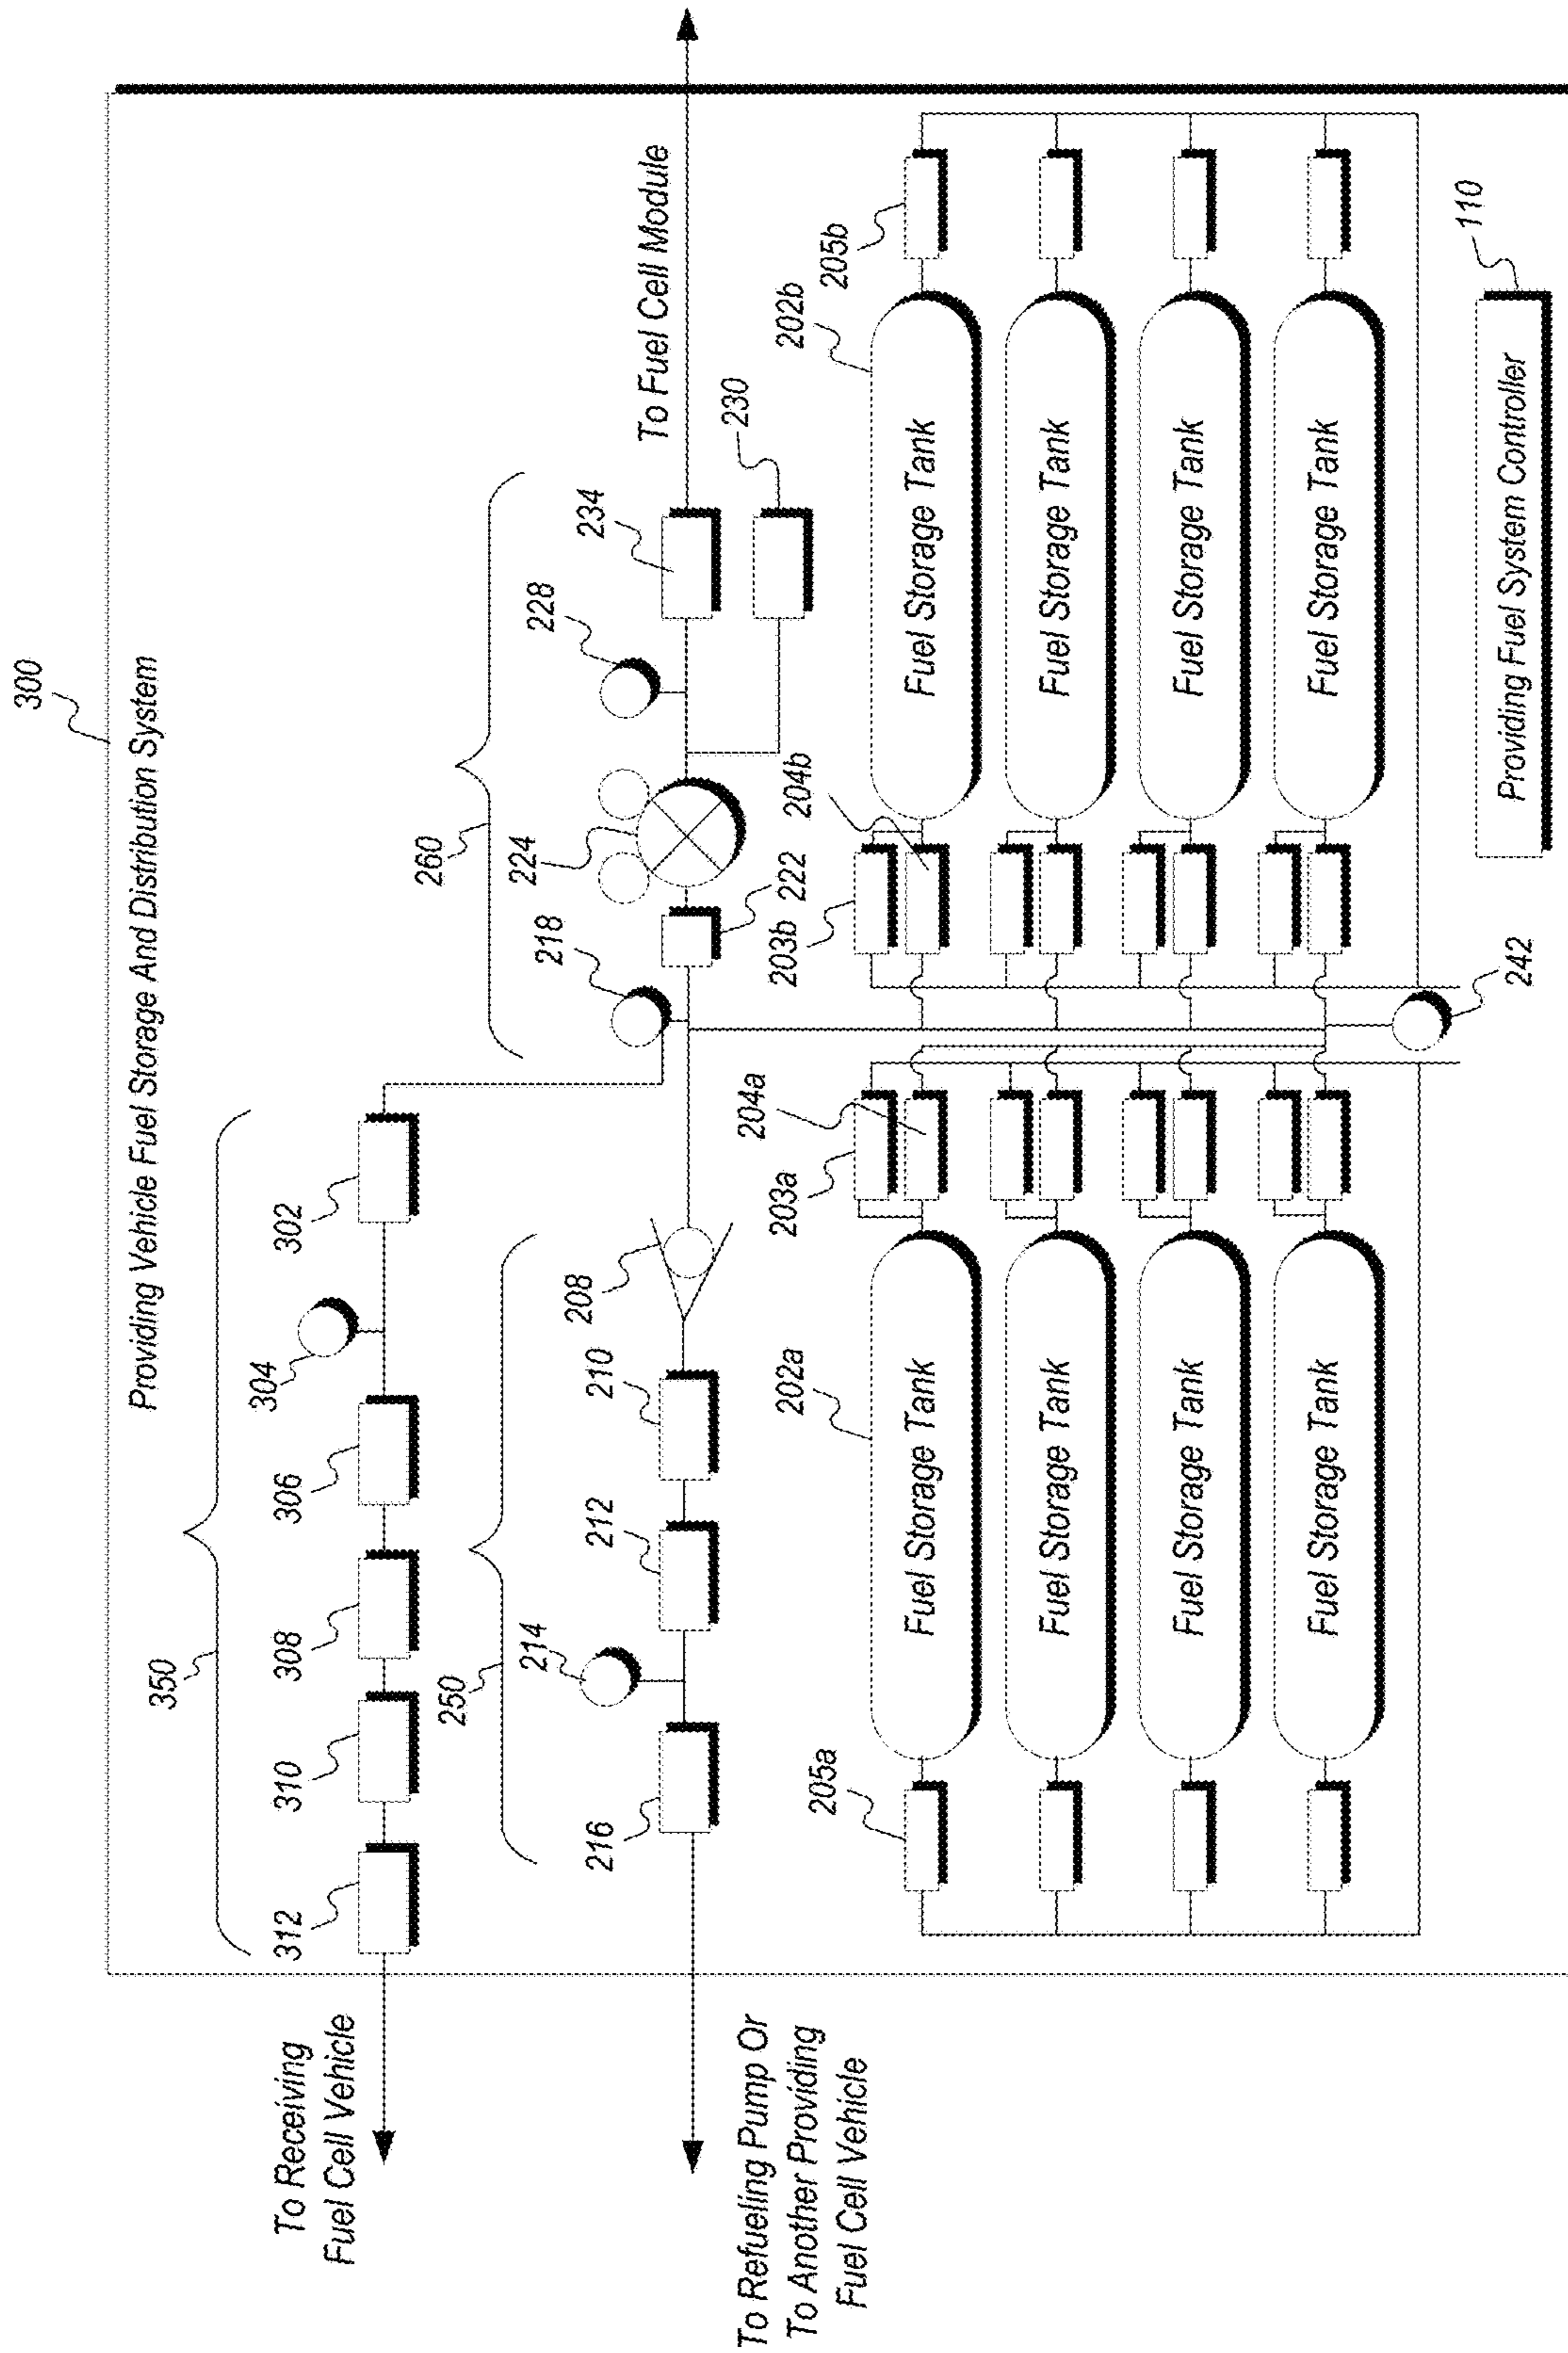 300
Providing Vehicle Fuel Storage And Distribution System
350
260
312
310
308
306
304
302
To Receiving
Fuel Cell Vehicle
250
218
224
228
234
216
214
212
210
208
222
230
To Fuel Cell Module
To Refueling Pump Or
To Another Providing
Fuel Cell Vehicle
205a
202a
203a
204a
203b
204b
202b
205b
Fuel Storage Tank
Fuel Storage Tank
Fuel Storage Tank
Fuel Storage Tank
Fuel Storage Tank
Fuel Storage Tank
Fuel Storage Tank
Fuel Storage Tank
242
Providing Fuel System Controller
110